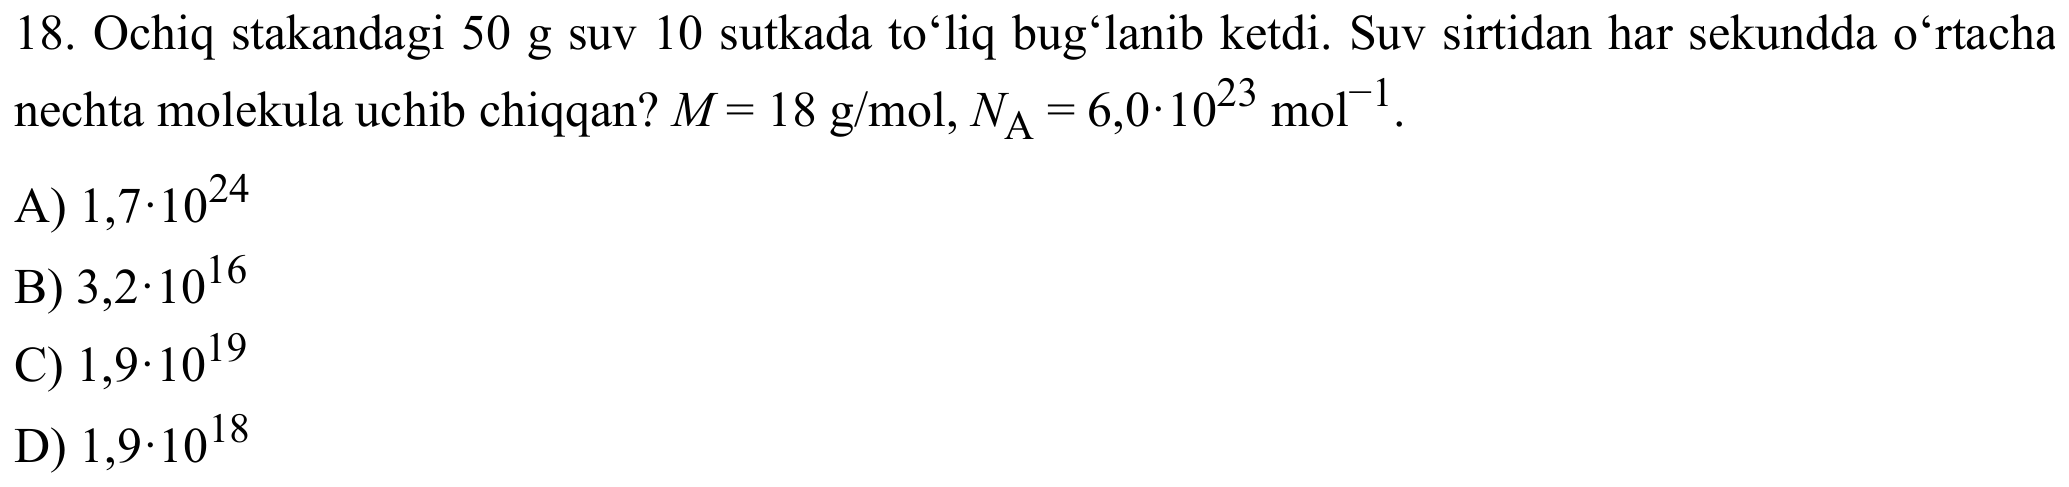 18. Ochiq stakandagi 50 g suv 10 sutkada to‘liq bug‘lanib ketdi. Suv sirtidan har sekundda o‘rtacha
nechta molekula uchib chiqqan? M = 18 g/mol, N_A = 6,0·10^23 mol^−1.
A) 1,7·10^24
B) 3,2·10^16
C) 1,9·10^19
D) 1,9·10^18